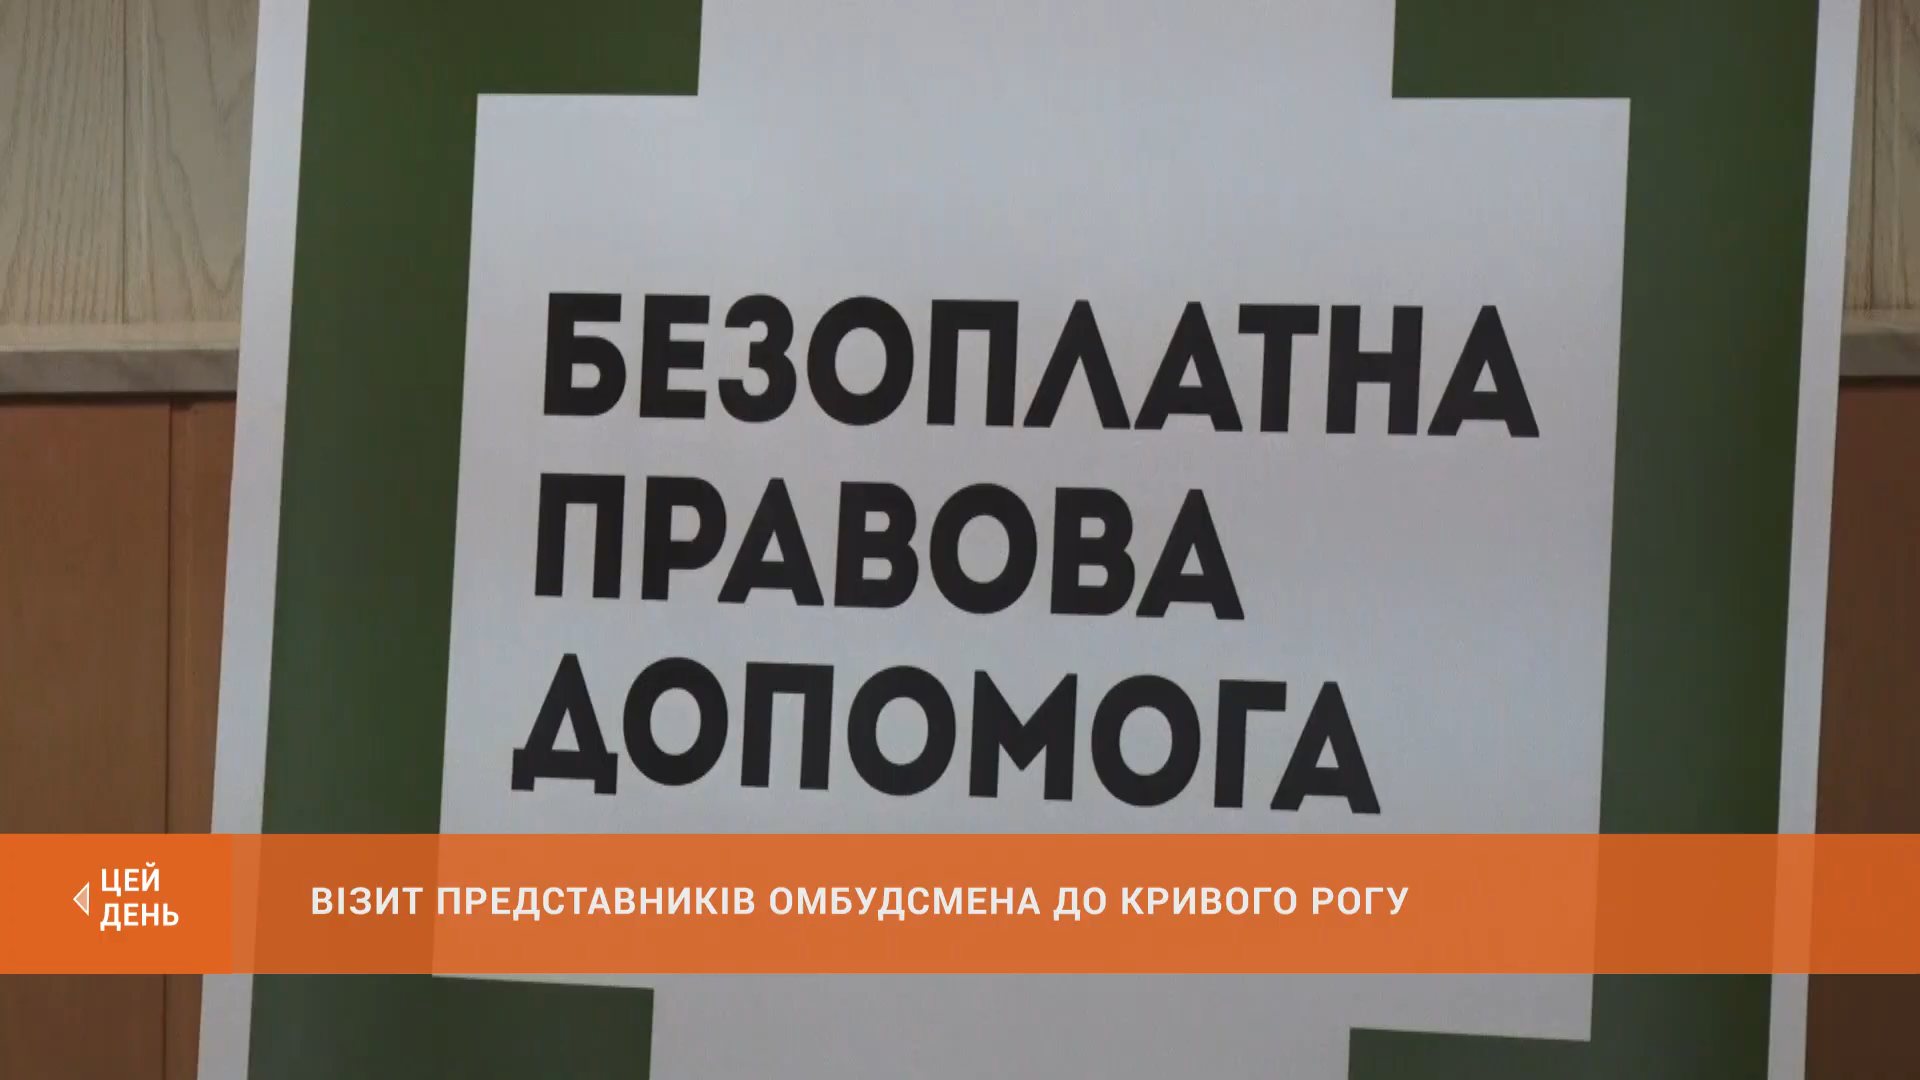 БЕЗОПЛАТНА
ПРАВОВА
ДОПОМОГА
ЦЕЙ
ДЕНЬ
ВІЗИТ ПРЕДСТАВНИКІВ ОМБУДСМЕНА ДО КРИВОГО РОГУ